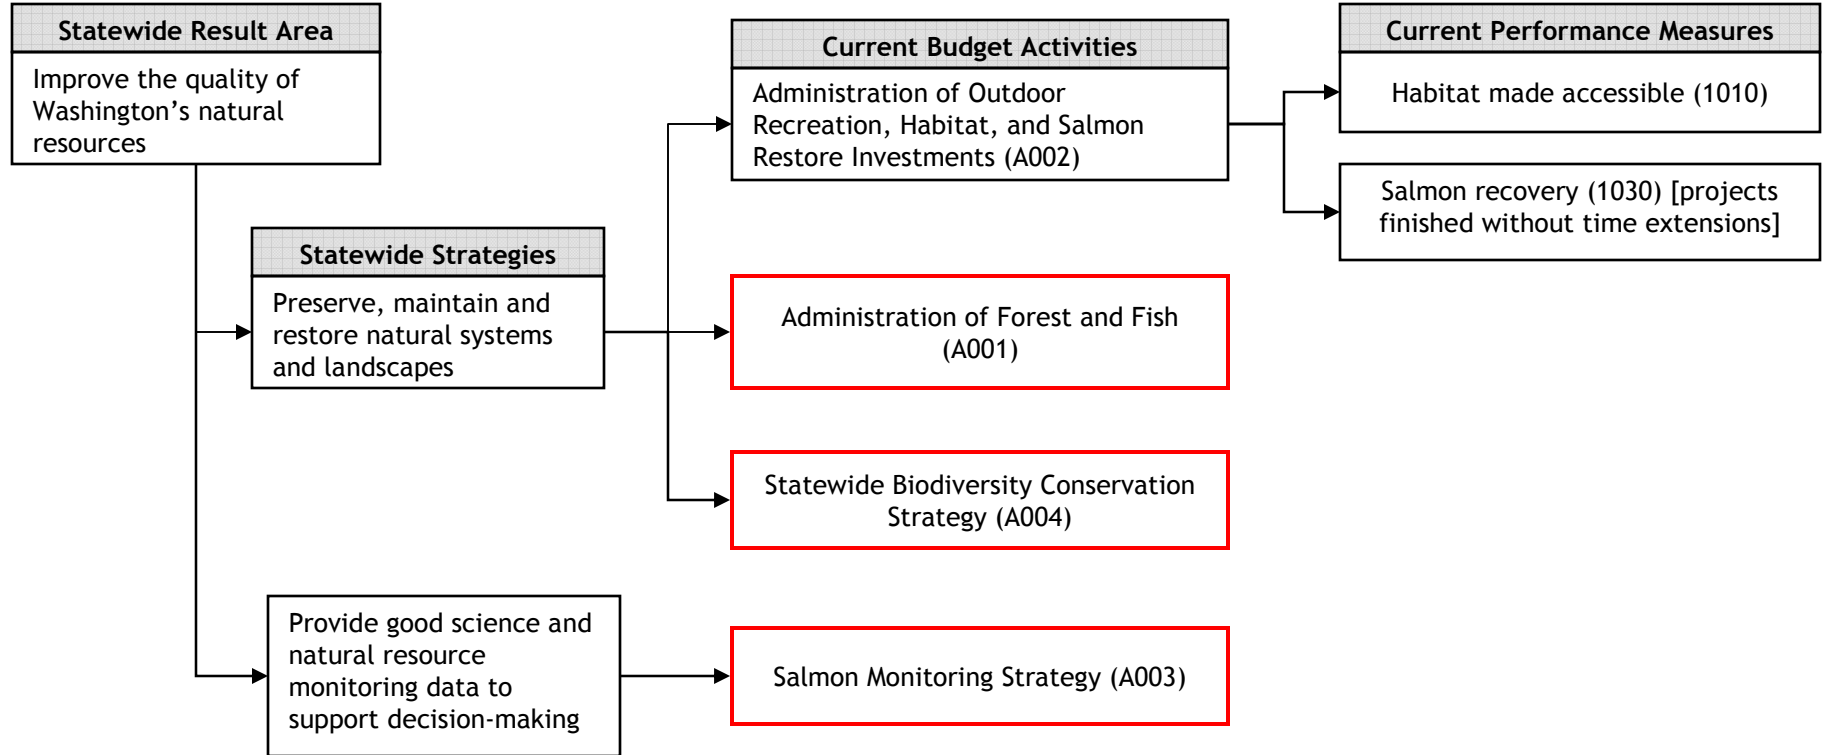 Statewide Result Area
Improve the quality of
Washington’s natural
resources
Statewide Strategies
Preserve, maintain and
restore natural systems
and landscapes
Provide good science and
natural resource
monitoring data to
support decision-making
Current Budget Activities
Administration of Outdoor
Recreation, Habitat, and Salmon
Restore Investments (A002)
Administration of Forest and Fish
(A001)
Statewide Biodiversity Conservation
Strategy (A004)
Salmon Monitoring Strategy (A003)
Current Performance Measures
Habitat made accessible (1010)
Salmon recovery (1030) [projects
finished without time extensions]